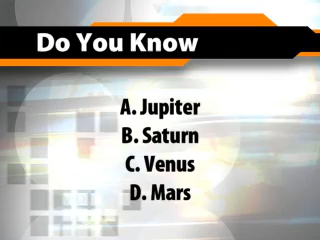 Do You Know
A. Jupiter
B. Saturn
C. Venus
D. Mars